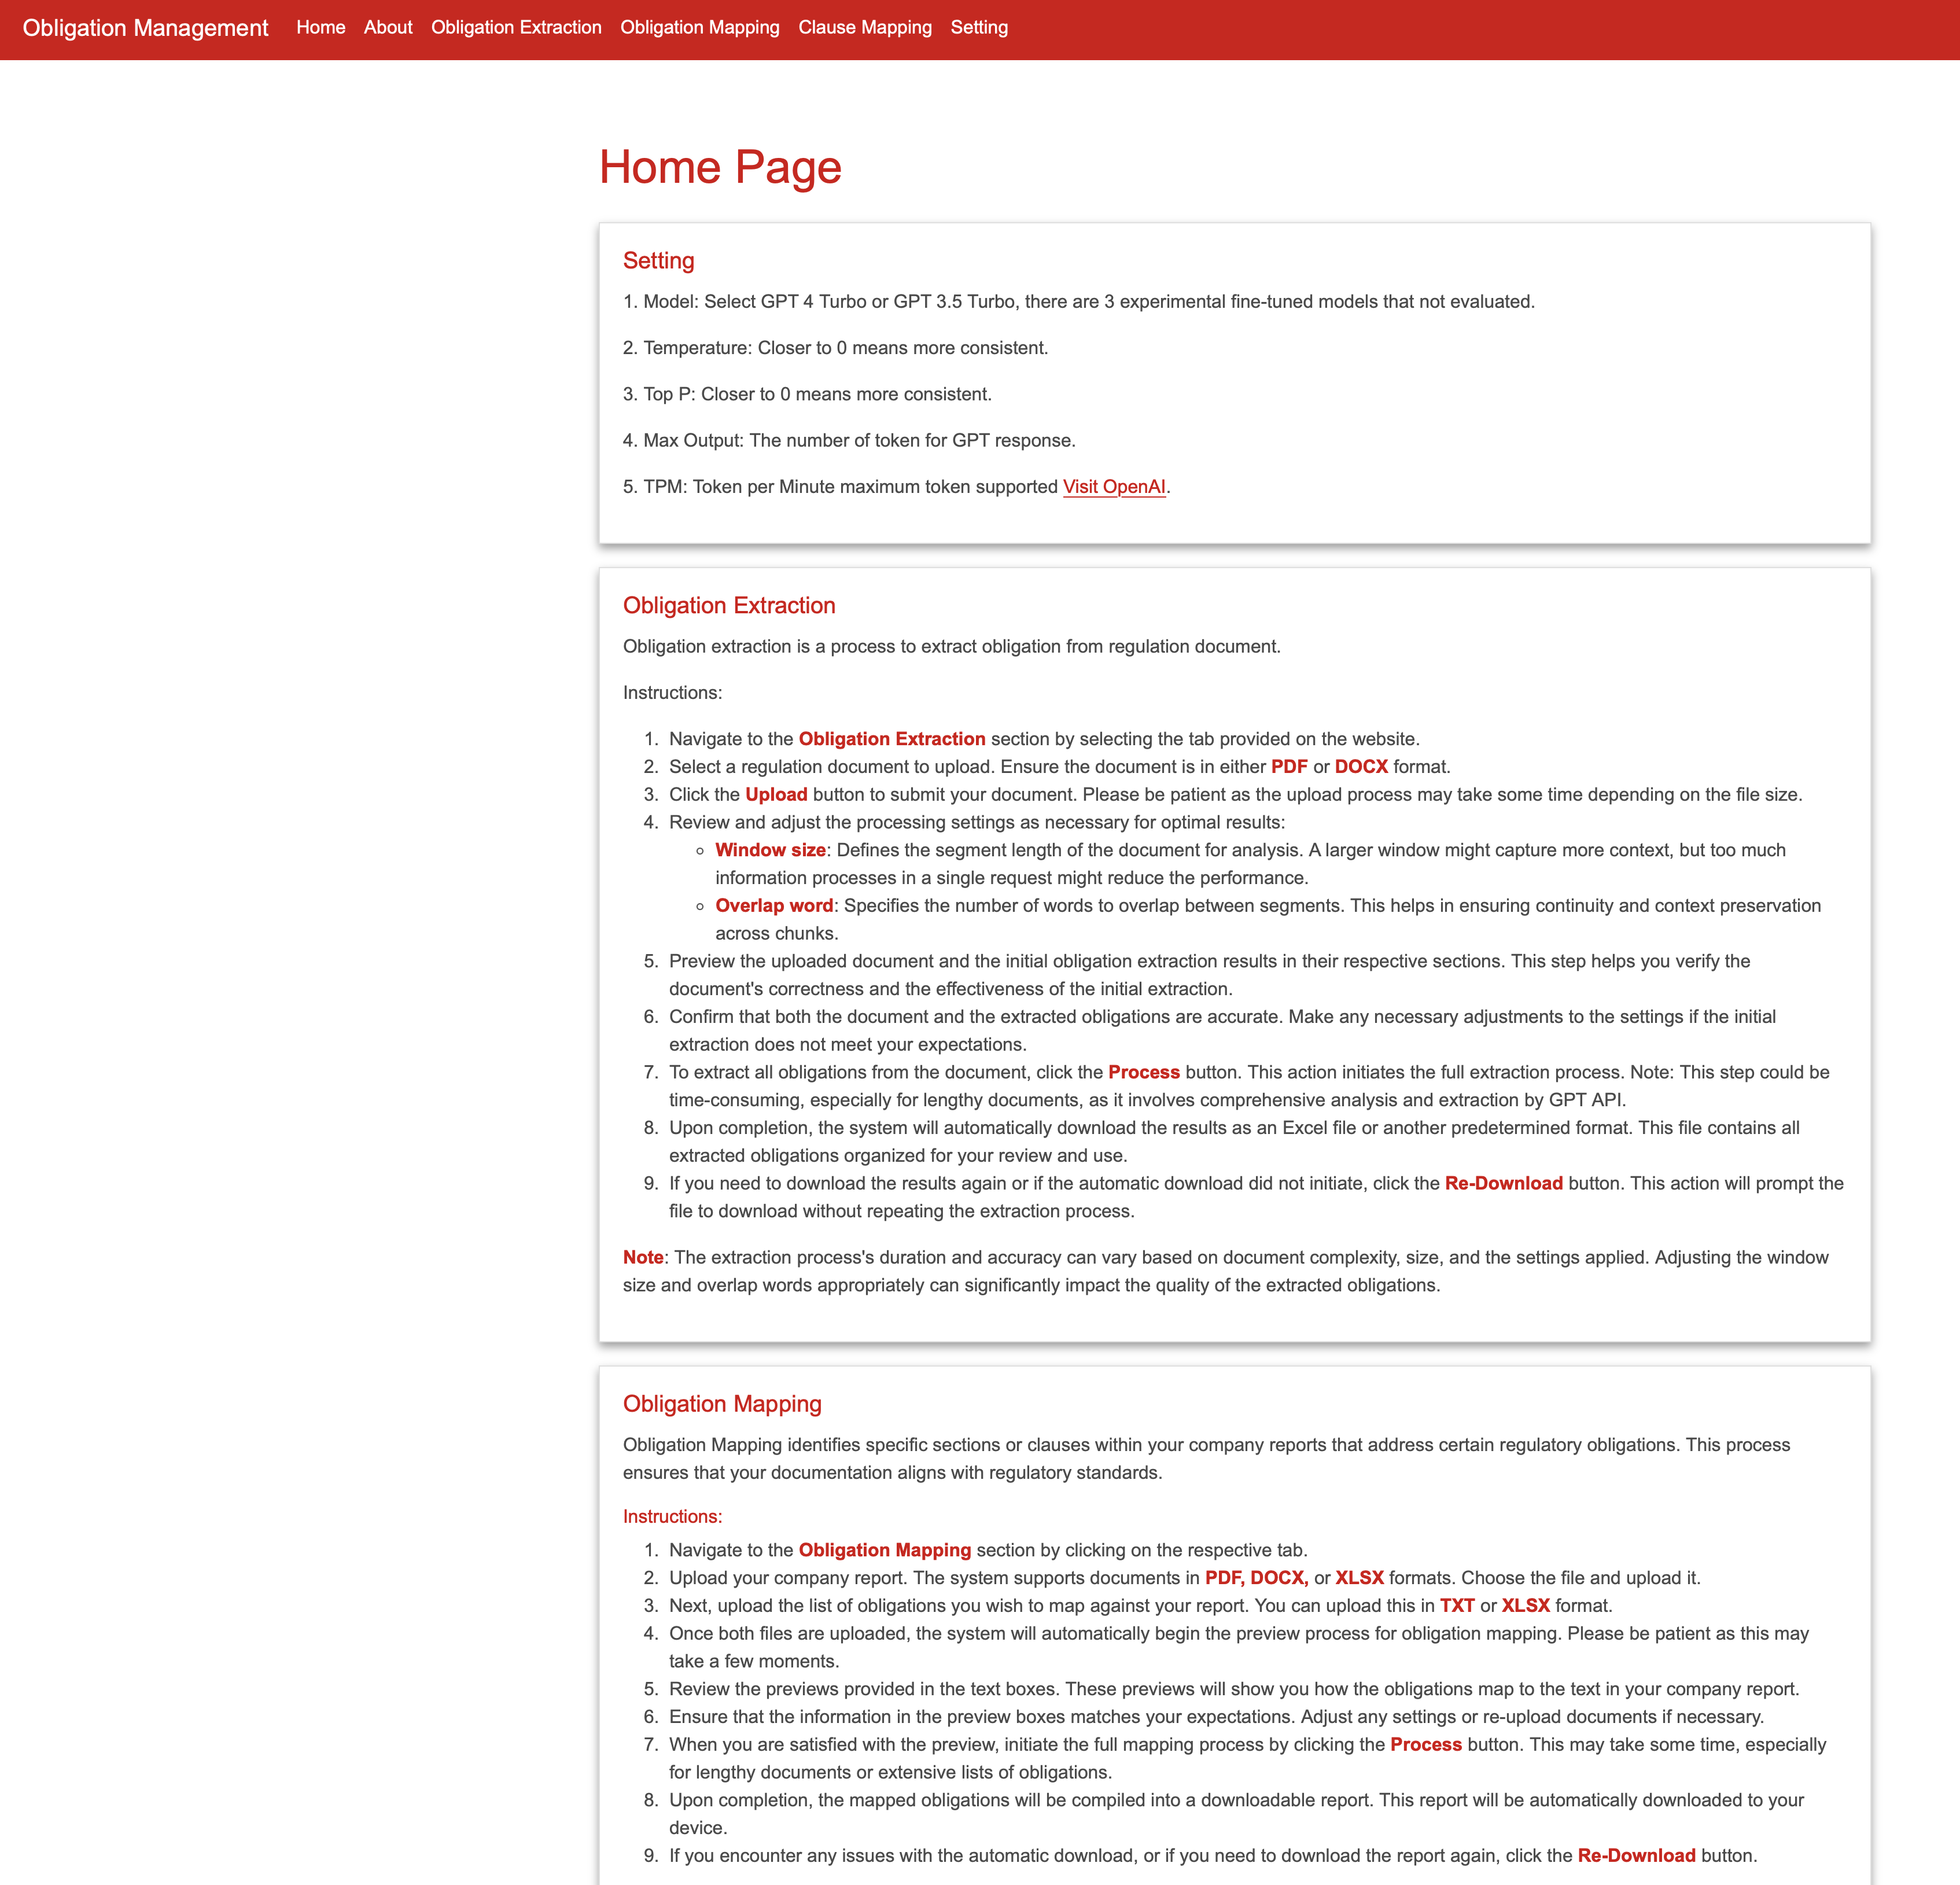 Obligation Management Home About Obligation Extraction Obligation Mapping Clause Mapping Setting
Home Page
Setting
1. Model: Select GPT 4 Turbo or GPT 3.5 Turbo, there are 3 experimental fine-tuned models that not evaluated.
2. Temperature: Closer to 0 means more consistent.
3. Top P: Closer to 0 means more consistent.
4. Max Output: The number of token for GPT response.
5. TPM: Token per Minute maximum token supported Visit OpenAI.
Obligation Extraction
Obligation extraction is a process to extract obligation from regulation document.
Instructions:
1. Navigate to the Obligation Extraction section by selecting the tab provided on the website.
2. Select a regulation document to upload. Ensure the document is in either PDF or DOCX format.
3. Click the Upload button to submit your document. Please be patient as the upload process may take some time depending on the file size.
4. Review and adjust the processing settings as necessary for optimal results:
◦ Window size: Defines the segment length of the document for analysis. A larger window might capture more context, but too much
information processes in a single request might reduce the performance.
◦ Overlap word: Specifies the number of words to overlap between segments. This helps in ensuring continuity and context preservation
across chunks.
5. Preview the uploaded document and the initial obligation extraction results in their respective sections. This step helps you verify the
document's correctness and the effectiveness of the initial extraction.
6. Confirm that both the document and the extracted obligations are accurate. Make any necessary adjustments to the settings if the initial
extraction does not meet your expectations.
7. To extract all obligations from the document, click the Process button. This action initiates the full extraction process. Note: This step could be
time-consuming, especially for lengthy documents, as it involves comprehensive analysis and extraction by GPT API.
8. Upon completion, the system will automatically download the results as an Excel file or another predetermined format. This file contains all
extracted obligations organized for your review and use.
9. If you need to download the results again or if the automatic download did not initiate, click the Re-Download button. This action will prompt the
file to download without repeating the extraction process.
Note: The extraction process's duration and accuracy can vary based on document complexity, size, and the settings applied. Adjusting the window
size and overlap words appropriately can significantly impact the quality of the extracted obligations.
Obligation Mapping
Obligation Mapping identifies specific sections or clauses within your company reports that address certain regulatory obligations. This process
ensures that your documentation aligns with regulatory standards.
Instructions:
1. Navigate to the Obligation Mapping section by clicking on the respective tab.
2. Upload your company report. The system supports documents in PDF, DOCX, or XLSX formats. Choose the file and upload it.
3. Next, upload the list of obligations you wish to map against your report. You can upload this in TXT or XLSX format.
4. Once both files are uploaded, the system will automatically begin the preview process for obligation mapping. Please be patient as this may
take a few moments.
5. Review the previews provided in the text boxes. These previews will show you how the obligations map to the text in your company report.
6. Ensure that the information in the preview boxes matches your expectations. Adjust any settings or re-upload documents if necessary.
7. When you are satisfied with the preview, initiate the full mapping process by clicking the Process button. This may take some time, especially
for lengthy documents or extensive lists of obligations.
8. Upon completion, the mapped obligations will be compiled into a downloadable report. This report will be automatically downloaded to your
device.
9. If you encounter any issues with the automatic download, or if you need to download the report again, click the Re-Download button.